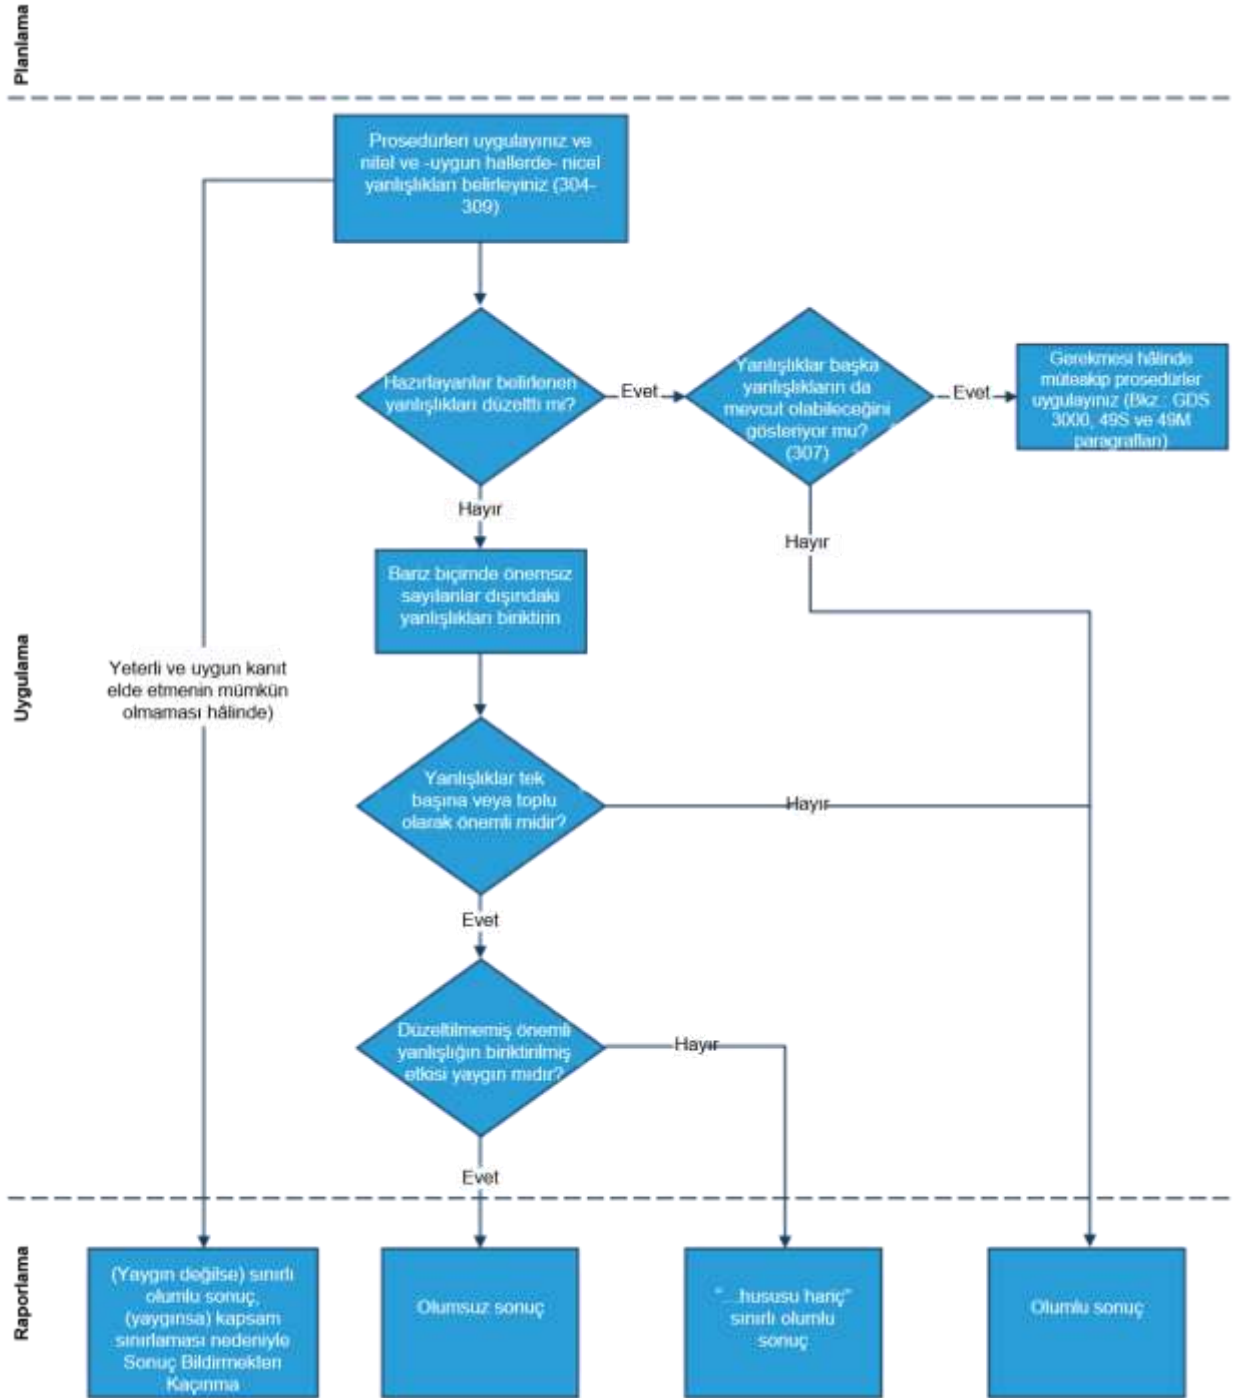 Planlama
Prosedürleri uygulayınız ve
nitel ve -uygun hallerde- nicel
yanlışlıkları belirleyiniz (304-
309)
Hazırlayanlar belirlenen
yanlışlıkları düzeltti mi?
Evet
Yanlışlıklar başka
yanlışlıkların da
mevcut olabileceğini
gösteriyor mu?
(307)
Evet
Gerekmesi hâlinde
müteakip prosedürler
uygulayınız (Bkz.: GDS
3000, 49S ve 49M
paragrafları)
Hayır
Hayır
Bariz biçimde önemsiz
sayılanlar dışındaki
yanlışlıkları biriktirin
Uygulama
Yeterli ve uygun kanıt
elde etmenin mümkün
olmaması hâlinde)
Yanlışlıklar tek
başına veya toplu
olarak önemli midir?
Hayır
Evet
Düzeltilmemiş önemli
yanlışlığın biriktirilmiş
etkisi yaygın mıdır?
Hayır
Evet
Raporlama
(Yaygın değilse) sınırlı
olumlu sonuç,
(yaygınsa) kapsam
sınırlaması nedeniyle
Sonuç Bildirmekten
Kaçınma
Olumsuz sonuç
"...hususu hariç"
sınırlı olumlu
sonuç
Olumlu sonuç